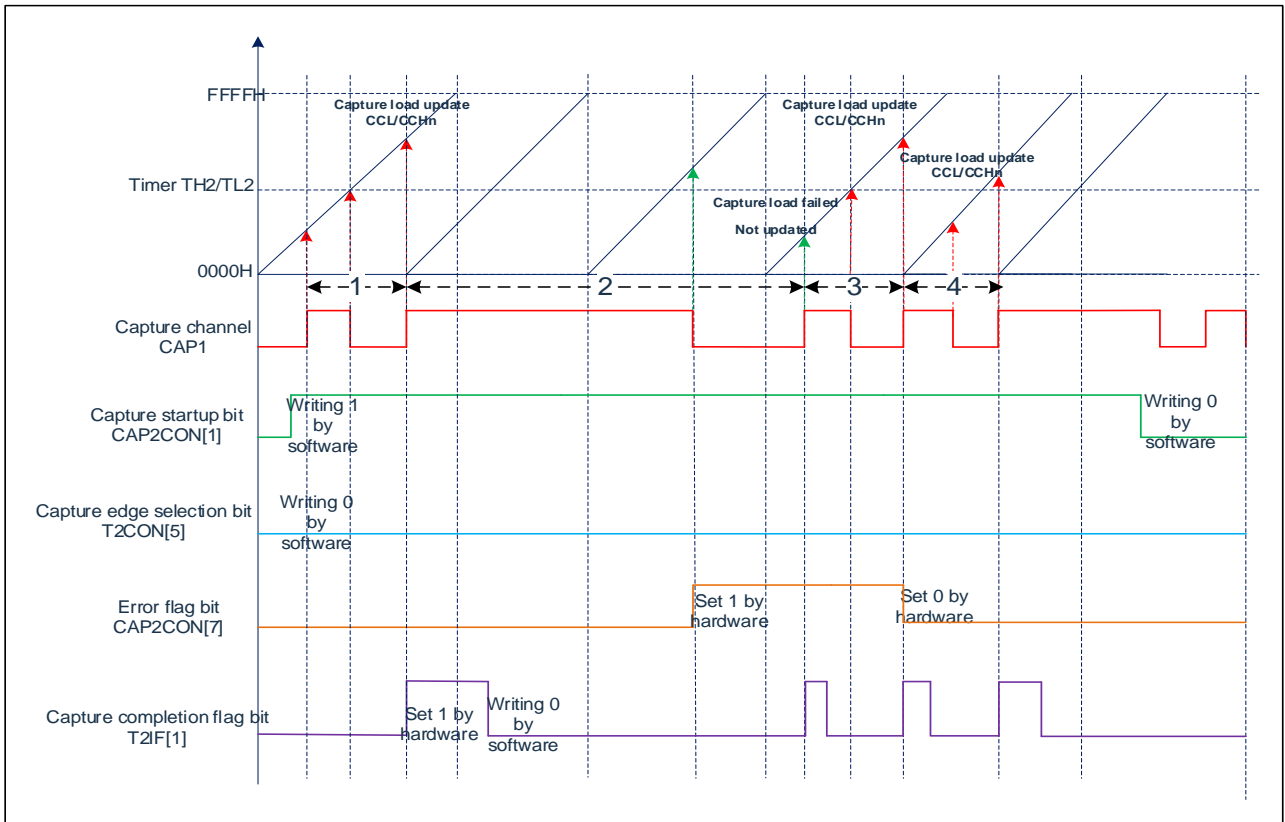 FFFFH
Capture load update
CCL/CCHn
Capture load update
CCL/CCHn
Capture load update
CCL/CCHn
Timer TH2/TL2
Capture load failed
Not updated
0000H
1
2
3
4
Capture channel
CAP1
Capture startup bit
CAP2CON[1]
Writing 1
by
software
Writing 0
by
software
Capture edge selection bit
T2CON[5]
Writing 0
by
software
Error flag bit
CAP2CON[7]
Set 1 by
hardware
Set 0 by
hardware
Capture completion flag bit
T2IF[1]
Set 1 by
hardware
Writing 0
by
software